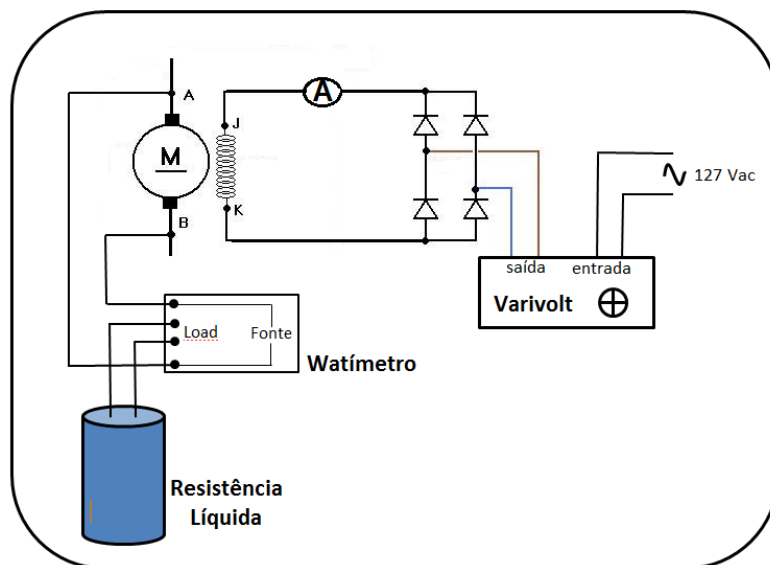 A
A
J
M
K
B
127 Vac
saída
entrada
Varivolt
Load
Fonte
Watímetro
Resistência
Líquida